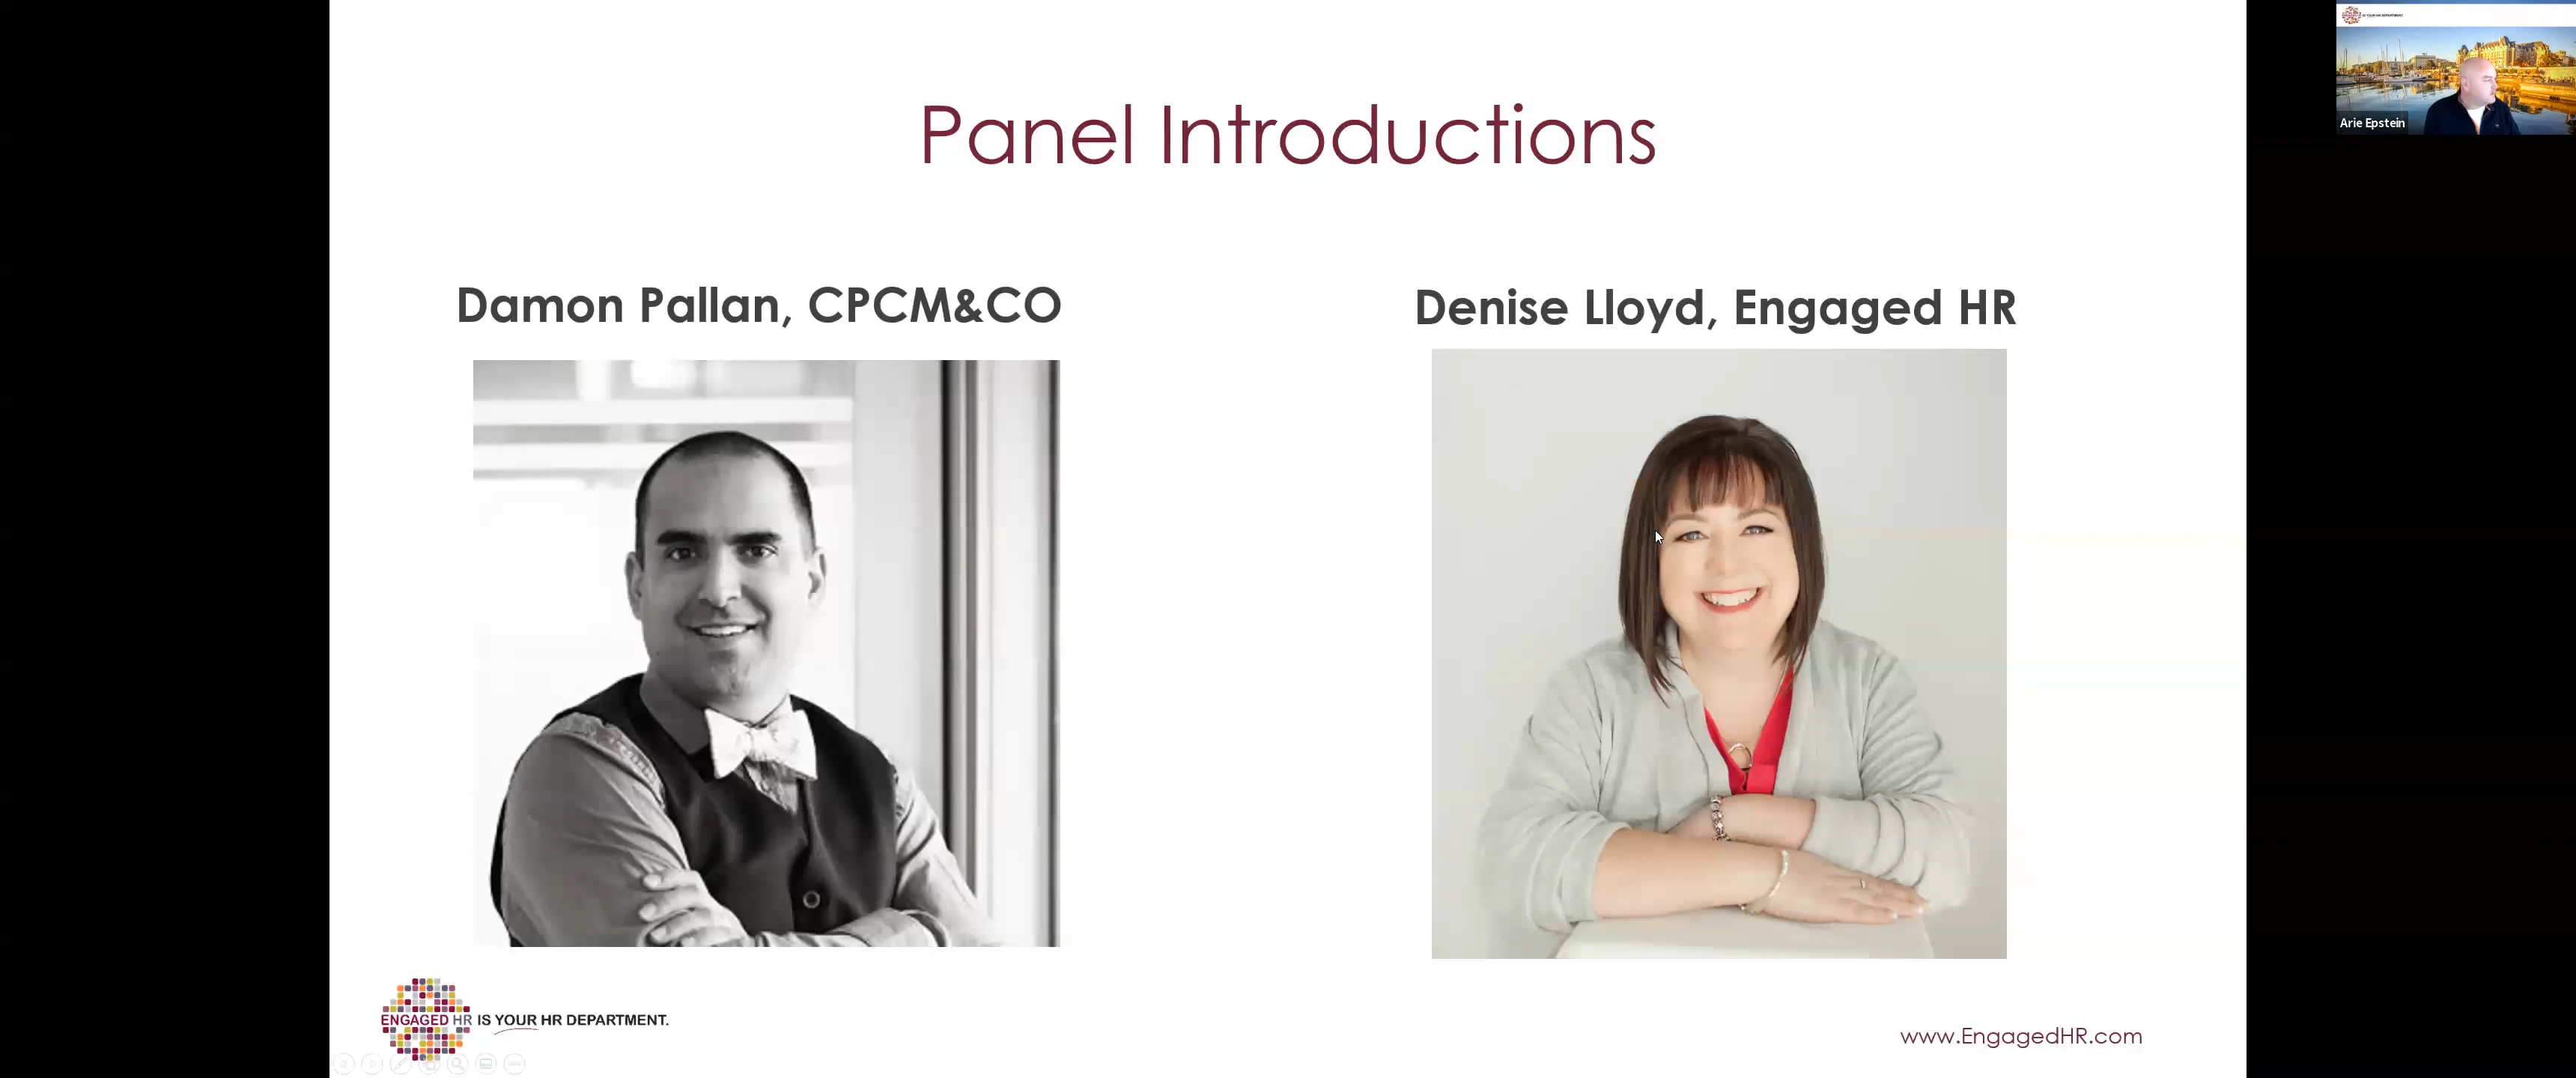 Panel Introductions
Damon Pallan, CPCM&CO
Denise Lloyd, Engaged HR
ENGAGED HR IS YOUR HR DEPARTMENT.
www.EngagedHR.com
Arie Epstein